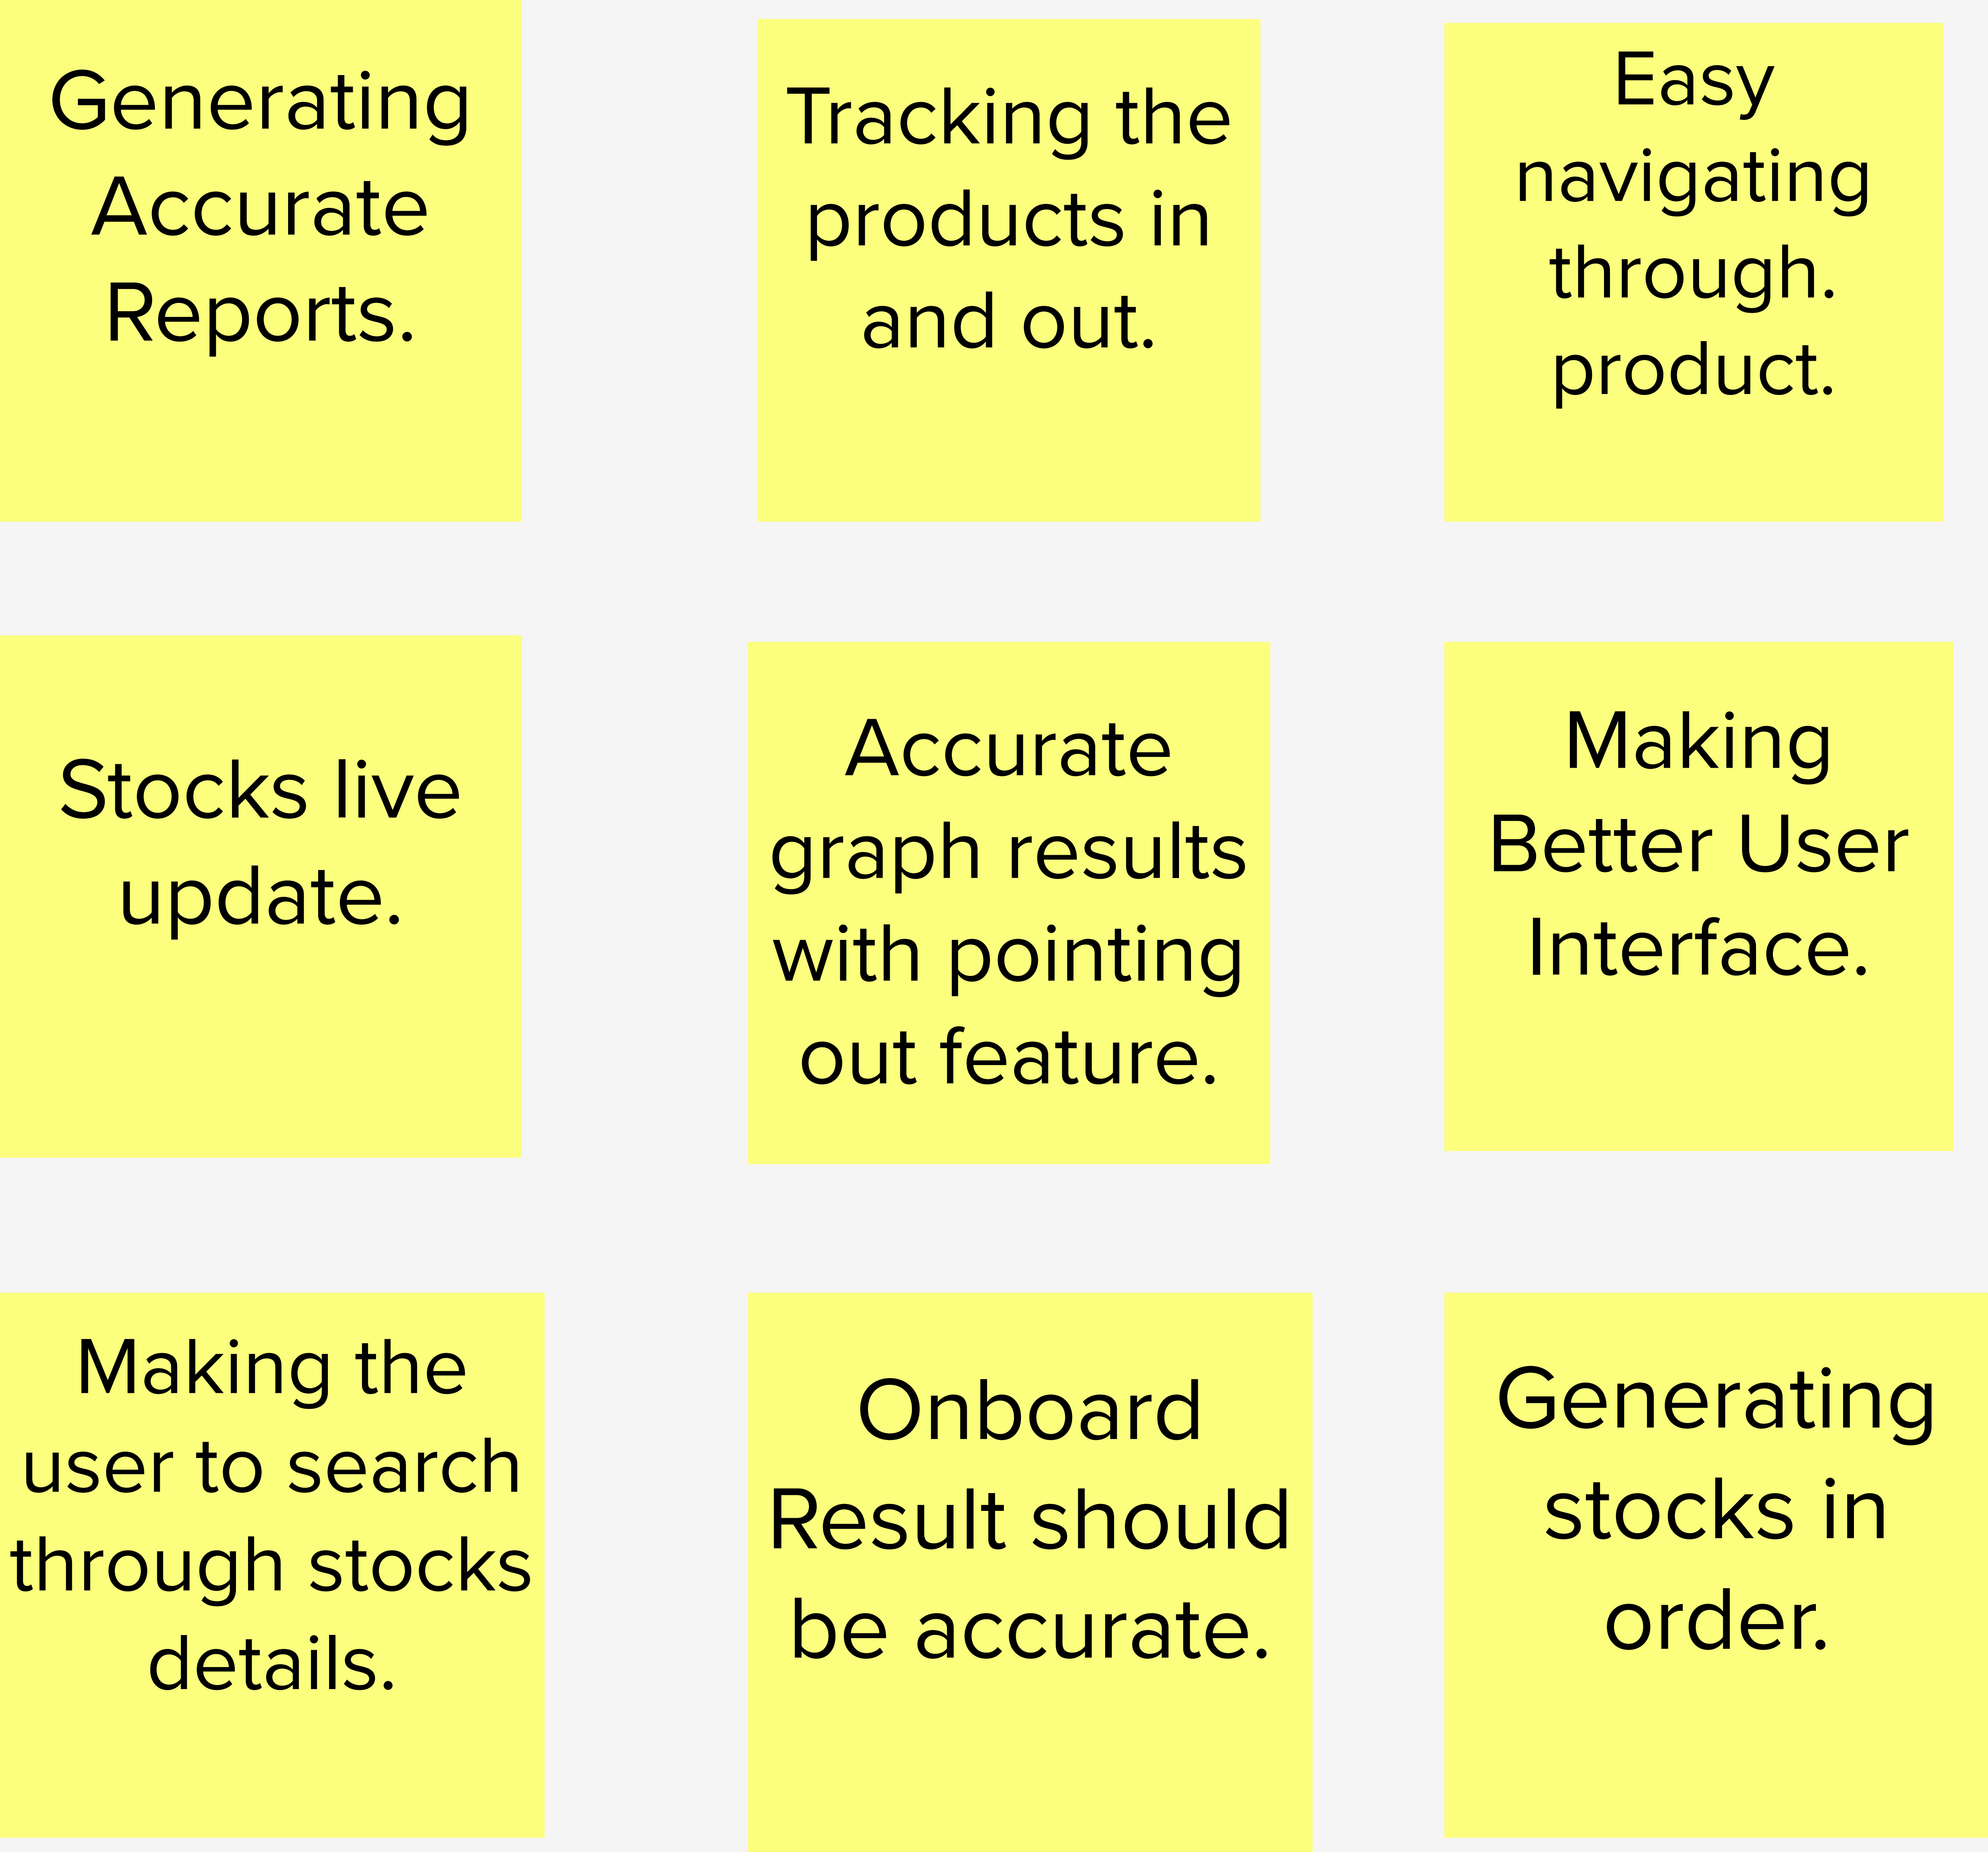 Generating
Accurate
Reports.
Tracking the
products in
and out.
Easy
navigating
through.
product.
Stocks live
update.
Accurate
graph results
with pointing
out feature.
Making
Better User
Interface.
Making the
user to search
through stocks
details.
Onboard
Result should
be accurate.
Generating
stocks in
order.